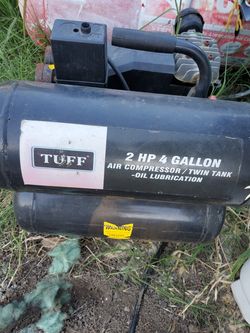 TUFF
2 HP 4 GALLON
AIR COMPRESSOR / TWIN TANK
-OIL LUBRICATION
WARNING